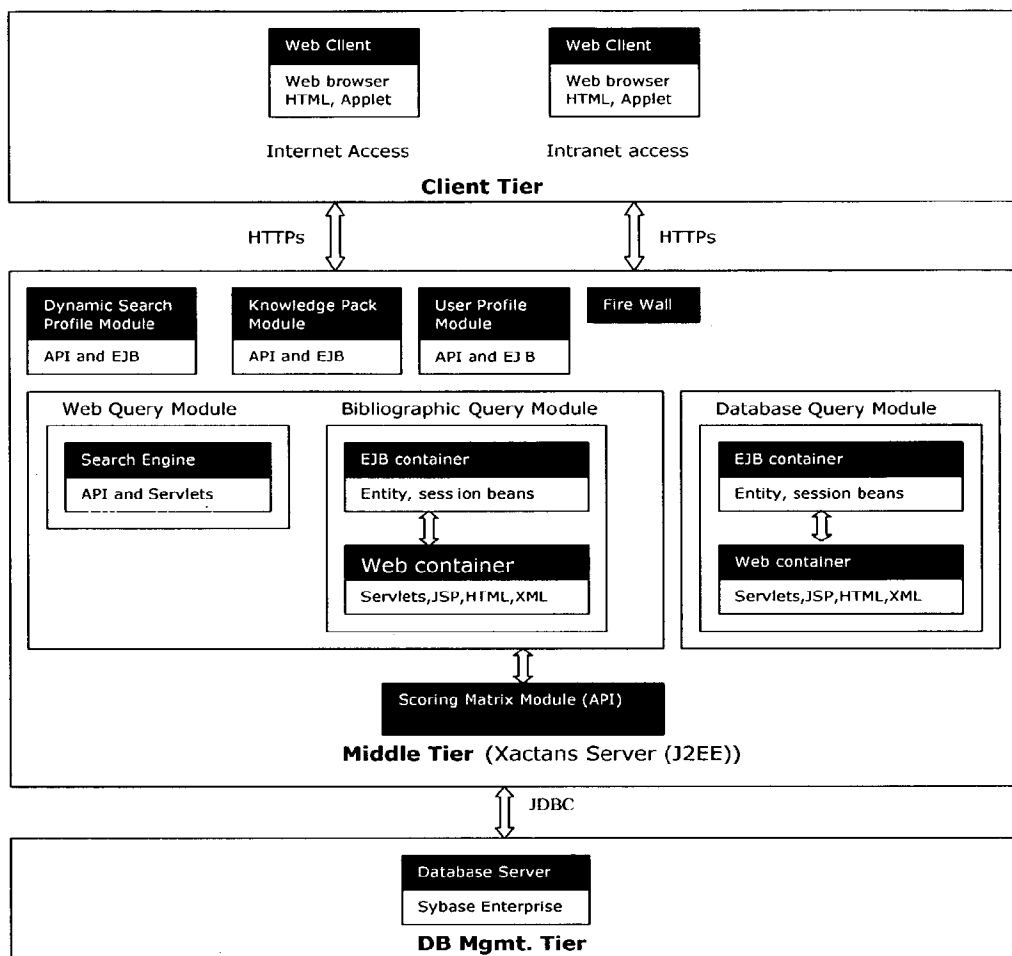 Web Client
Web browser
HTML, Applet
Internet Access
Web Client
Web browser
HTML, Applet
Intranet access
Client Tier
HTTPs
HTTPs
Dynamic Search
Profile Module
API and EJB
Knowledge Pack
Module
API and EJB
User Profile
Module
API and EJB
Fire Wall
Web Query Module
Search Engine
API and Servlets
Bibliographic Query Module
EJB container
Entity, session beans
Web container
Servlets,JSP,HTML,XML
Database Query Module
EJB container
Entity, session beans
Web container
Servlets,JSP,HTML,XML
Scoring Matrix Module (API)
Middle Tier (Xactans Server (J2EE))
JDBC
Database Server
Sybase Enterprise
DB Mgmt. Tier